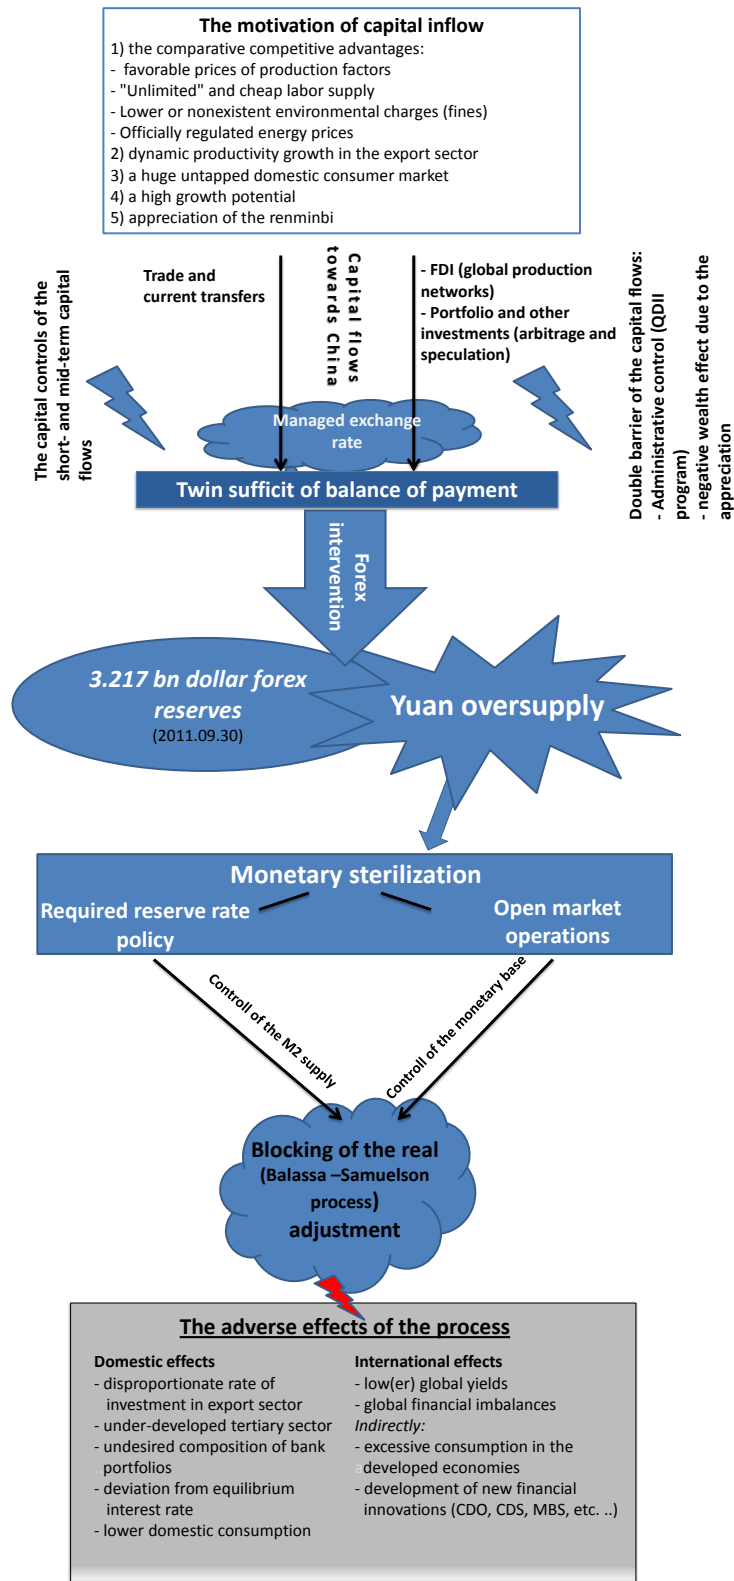 The motivation of capital inflow
1) the comparative competitive advantages:
- favorable prices of production factors
- "Unlimited" and cheap labor supply
- Lower or nonexistent environmental charges (fines)
- Officially regulated energy prices
2) dynamic productivity growth in the export sector
3) a huge untapped domestic consumer market
4) a high growth potential
5) appreciation of the renminbi
The capital controls of the
short- and mid-term capital
flows
Trade and
current transfers
Capital flows
towards China
- FDI (global production
networks)
- Portfolio and other
investments (arbitrage and
speculation)
Double barrier of the capital flows:
- Administrative control (QDII
program)
- negative wealth effect due to the
appreciation
Managed exchange
rate
Twin sufficit of balance of payment
Forex
intervention
3.217 bn dollar forex
reserves
(2011.09.30)
Yuan oversupply
Monetary sterilization
Required reserve rate
policy
Open market
operations
Controll of the M2 supply
Controll of the monetary base
Blocking of the real
(Balassa –Samuelson
process)
adjustment
The adverse effects of the process
Domestic effects
- disproportionate rate of
investment in export sector
- under-developed tertiary sector
- undesired composition of bank
..portfolios
- deviation from equilibrium
interest rate
- lower domestic consumption
International effects
- low(er) global yields
- global financial imbalances
Indirectly:
- excessive consumption in the
adeveloped economies
- development of new financial
innovations (CDO, CDS, MBS, etc. ..)